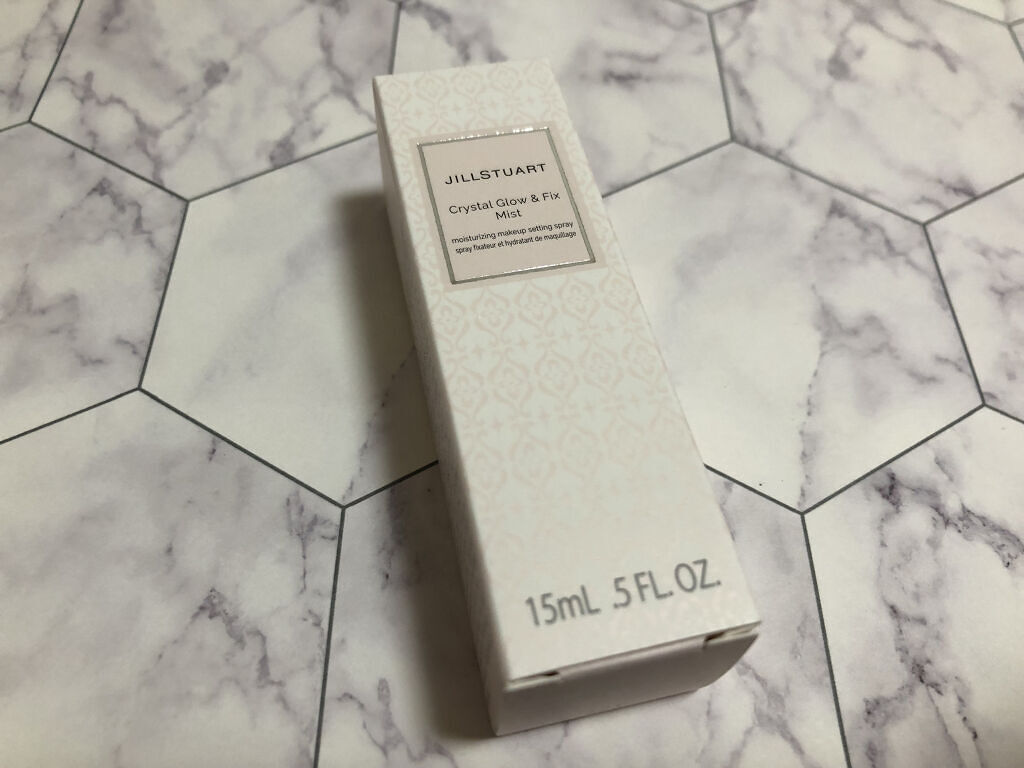 JILLSTUART
Crystal Glow & Fix
Mist
moisturizing makeup setting spray
spray fixateur et hydratant de maquillage
15mL .5 FL. OZ.